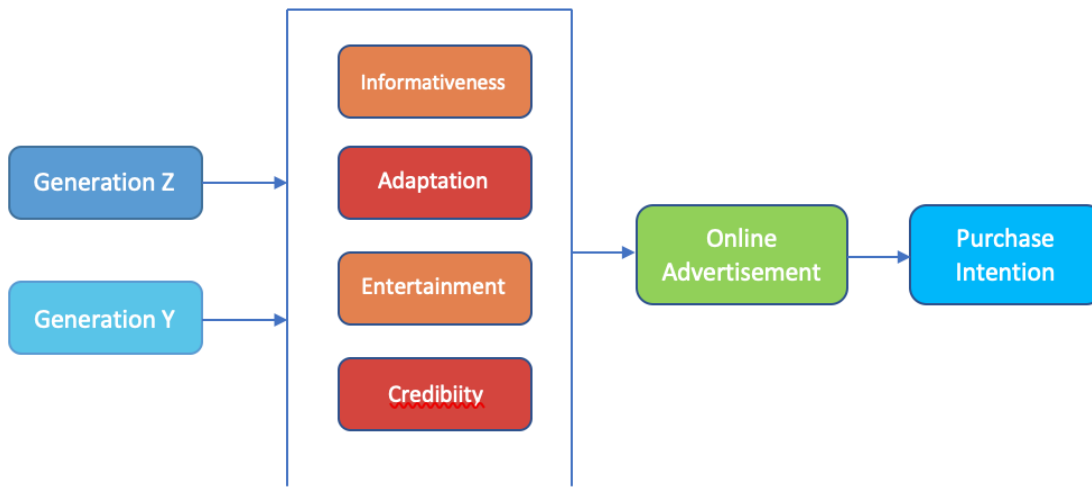 Informativeness
Generation Z
Adaptation
Online
Advertisement
Purchase
Intention
Entertainment
Generation Y
Credibiity